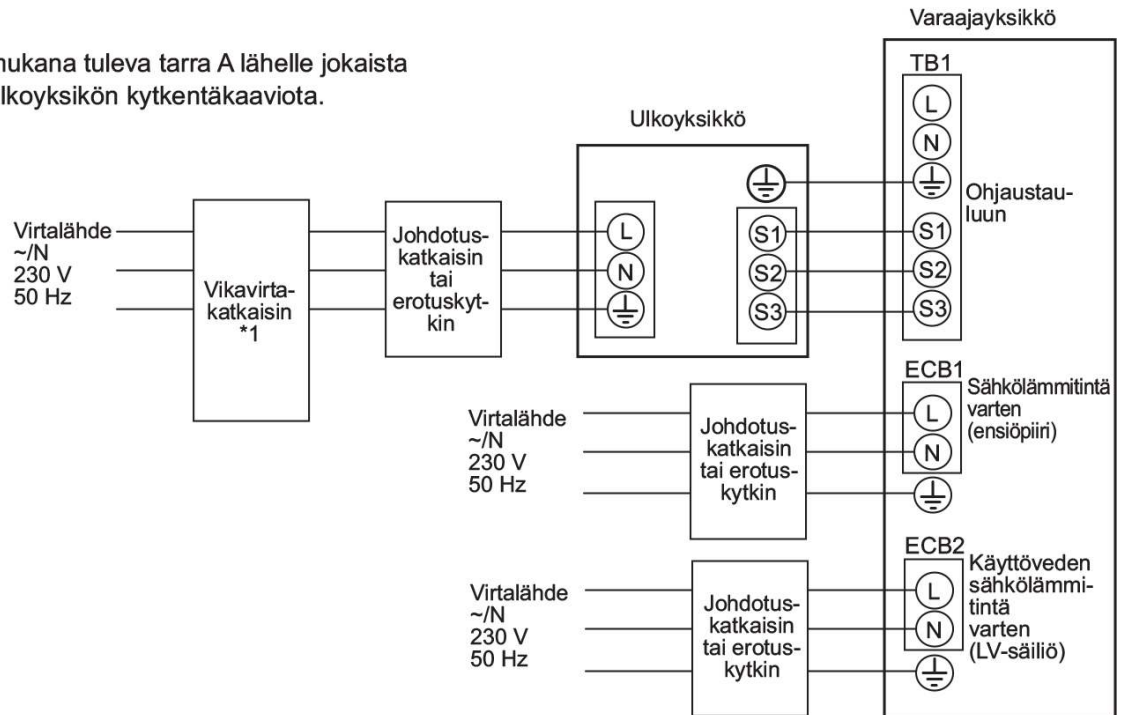 mukana tuleva tarra A lähelle jokaista
lkoyksikön kytkentäkaaviota.
Varaajayksikkö
TB1
L
N
Ohjaustau-
luun
S1
S2
S3
Ulkoyksikkö
L
N
S1
S2
S3
Virtalähde
~/N
230 V
50 Hz
Vikavirta-
katkaisin
*1
Johdotus-
katkaisin
tai
erotuskyt-
kin
ECB1
L
N
Sähkölämmitintä
varten
(ensiöpiiri)
Virtalähde
~/N
230 V
50 Hz
Johdotus-
katkaisin
tai erotus-
kytkin
ECB2
L
N
Käyttöveden
sähkölämmi-
tintä
varten
(LV-säiliö)
Virtalähde
~/N
230 V
50 Hz
Johdotus-
katkaisin
tai erotus-
kytkin